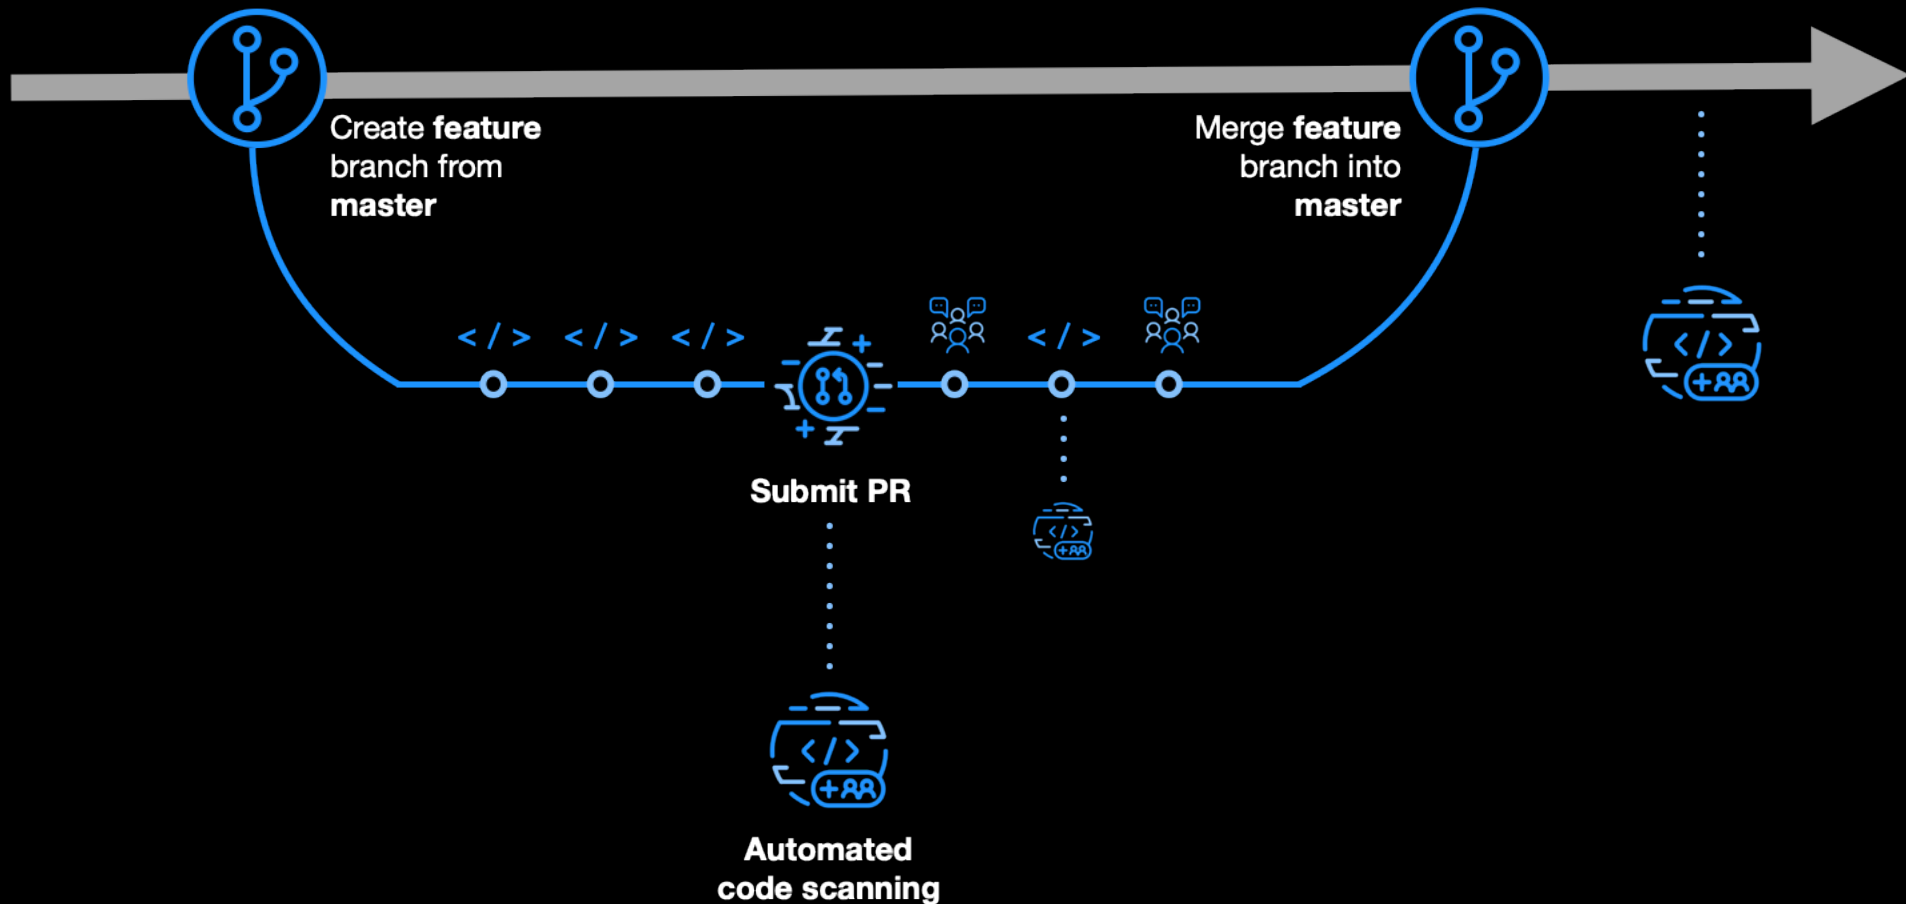 Create feature
branch from
master
Merge feature
branch into
master
</>
</>
</>
</>
Submit PR
</>
</>
</>
Automated
code scanning